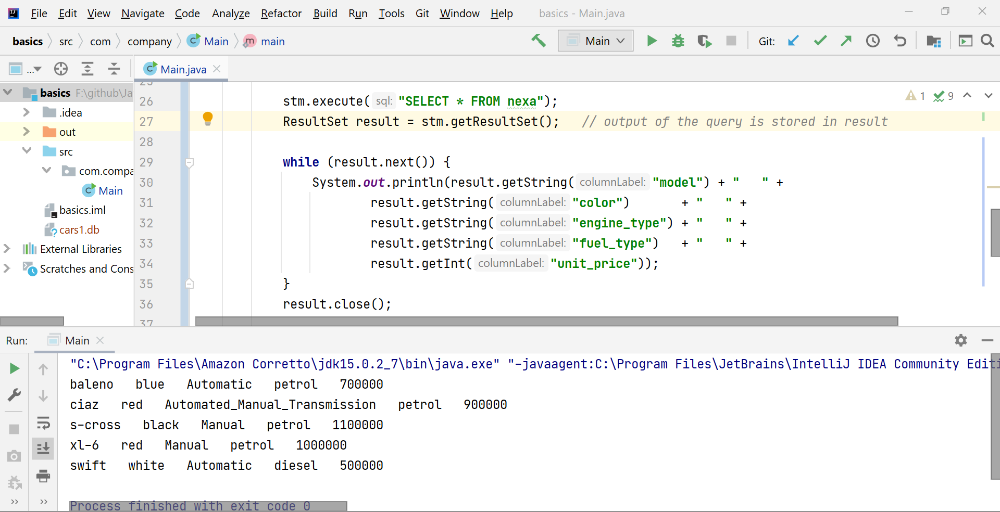 File Edit View Navigate Code Analyze Refactor Build Run Tools Git Window Help basics - Main.java
basics src com company Main main Main Git:
... Main.java
basics F:\github\Ja
.idea
out
src
com.compa
Main
basics.iml
cars1.db
External Libraries
Scratches and Cons
25
26 stm.execute( sql: "SELECT * FROM nexa");
27 ResultSet result = stm.getResultSet(); // output of the query is stored in result
28
29 while (result.next()) {
30 System.out.println(result.getString( columnLabel: "model") + "   " +
31 result.getString( columnLabel: "color") + "   " +
32 result.getString( columnLabel: "engine_type") + "   " +
33 result.getString( columnLabel: "fuel_type") + "   " +
34 result.getInt( columnLabel: "unit_price"));
35 }
36 result.close();
37
1 9
Run: Main
"C:\Program Files\Amazon Corretto\jdk15.0.2_7\bin\java.exe" "-javaagent:C:\Program Files\JetBrains\IntelliJ IDEA Community Editi
baleno   blue   Automatic   petrol   700000
ciaz   red   Automated_Manual_Transmission   petrol   900000
s-cross   black   Manual   petrol   1100000
xl-6   red   Manual   petrol   1000000
swift   white   Automatic   diesel   500000
Process finished with exit code 0